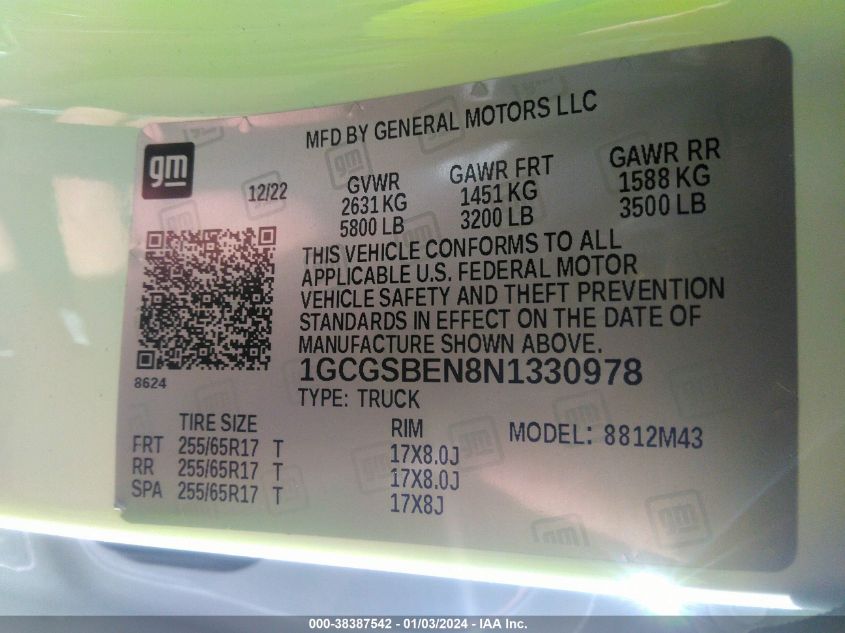 MFD BY GENERAL MOTORS LLC
gm
12/22
GVWR
2631 KG
5800 LB
GAWR FRT
1451 KG
3200 LB
GAWR RR
1588 KG
3500 LB
THIS VEHICLE CONFORMS TO ALL
APPLICABLE U.S. FEDERAL MOTOR
VEHICLE SAFETY AND THEFT PREVENTION
STANDARDS IN EFFECT ON THE DATE OF
MANUFACTURE SHOWN ABOVE.
8624
1GCGSBEN8N1330978
TYPE: TRUCK
TIRE SIZE
RIM
MODEL: 8812M43
FRT 255/65R17 T 17X8.0J
RR 255/65R17 T 17X8.0J
SPA 255/65R17 T 17X8J
000-38387542 - 01/03/2024 - IAA Inc.